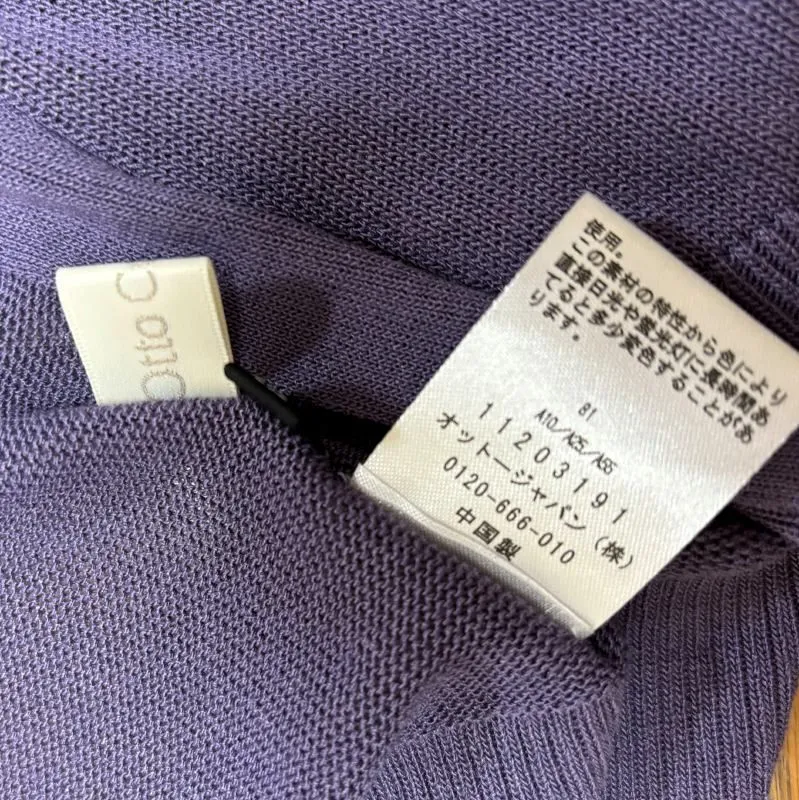 Otto C
使用。
この素材の特性から色により
直接日光や蛍光灯に長時間あ
てると多少変色することがあ
ります。
81
A10/A25/A56
11203191
オットージャパン(株)
0120-666-010
中国製